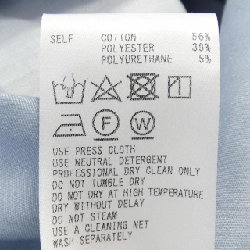 SELF COTTON 56%
POLYESTER 39%
POLYURETHANE 5%
F W
USE PRESS CLOTH
USE NEUTRAL DETERGENT
PROFESSIONAL DRY CLEAN ONLY
DO NOT TUMBLE DRY
DO NOT DRY AT HIGH TEMPERATURE
DRY WITHOUT DELAY
DO NOT STEAM
USE A CLEANING NET
WASH SEPARATELY